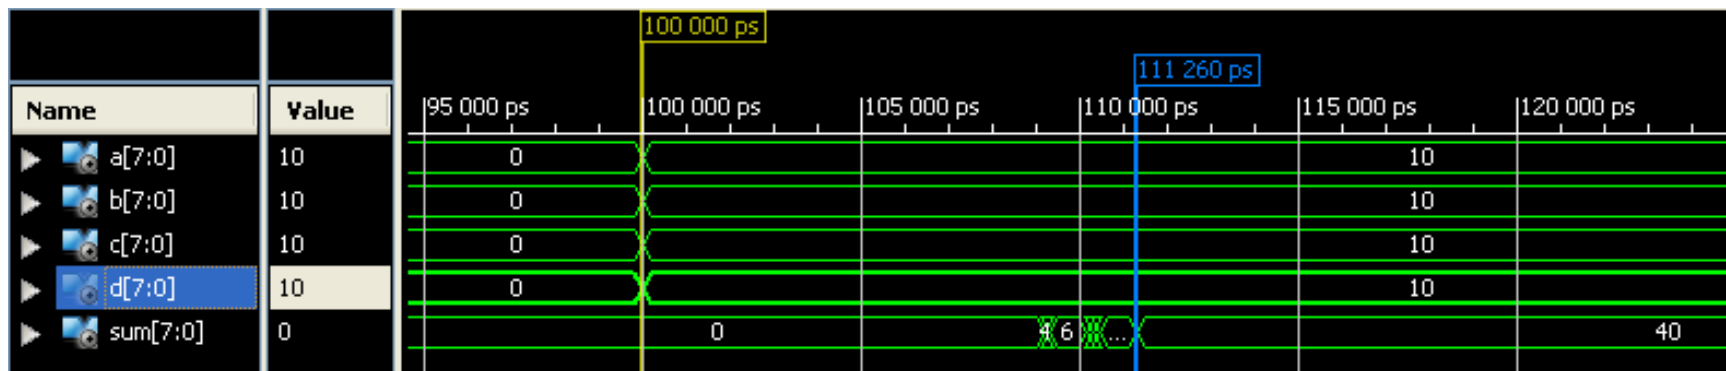 100 000 ps
111 260 ps
Name Value 95 000 ps 100 000 ps 105 000 ps 110 000 ps 115 000 ps 120 000 ps
a[7:0] 10 0 10
b[7:0] 10 0 10
c[7:0] 10 0 10
d[7:0] 10 0 10
sum[7:0] 0 0 4 6 ... 40